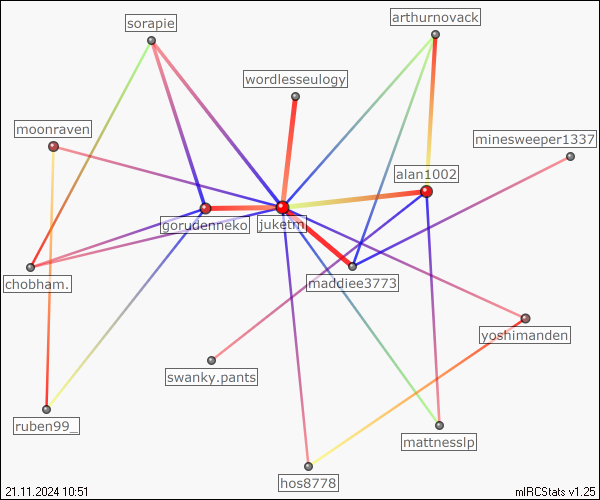 arthurnovack
sorapie
wordlesseulogy
moonraven
minesweeper1337
alan1002
gorudenneko
juketm
chobham.
maddiee3773
yoshimanden
swanky.pants
ruben99_
mattnesslp
hos8778
21.11.2024 10:51
mIRCStats v1.25